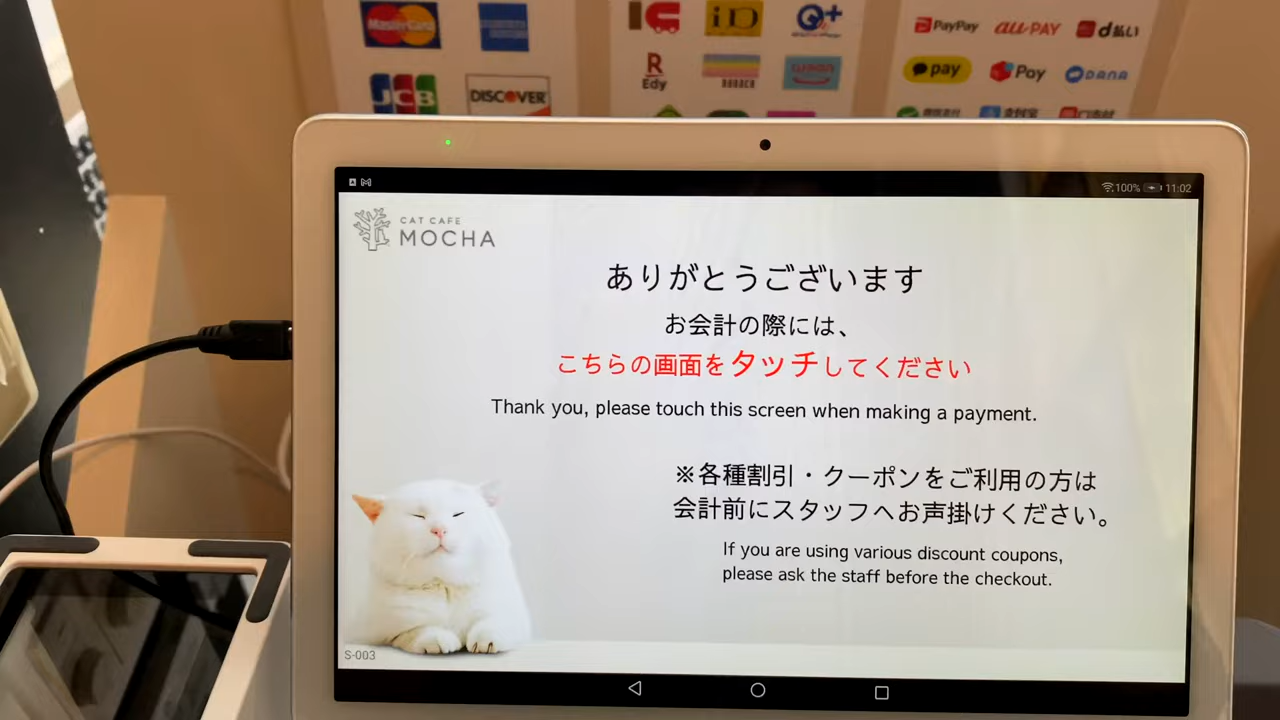 MasterCard
JCB
DISCOVER
iD
R
Edy
PayPay
au PAY
d払い
pay
Pay
DANA
100%
11:02
CAT CAFE
MOCHA
ありがとうございます
お会計の際には、
こちらの画面をタッチしてください
Thank you, please touch this screen when making a payment.
※各種割引・クーポンをご利用の方は
会計前にスタッフへお声掛けください。
If you are using various discount coupons,
please ask the staff before the checkout.
S-003